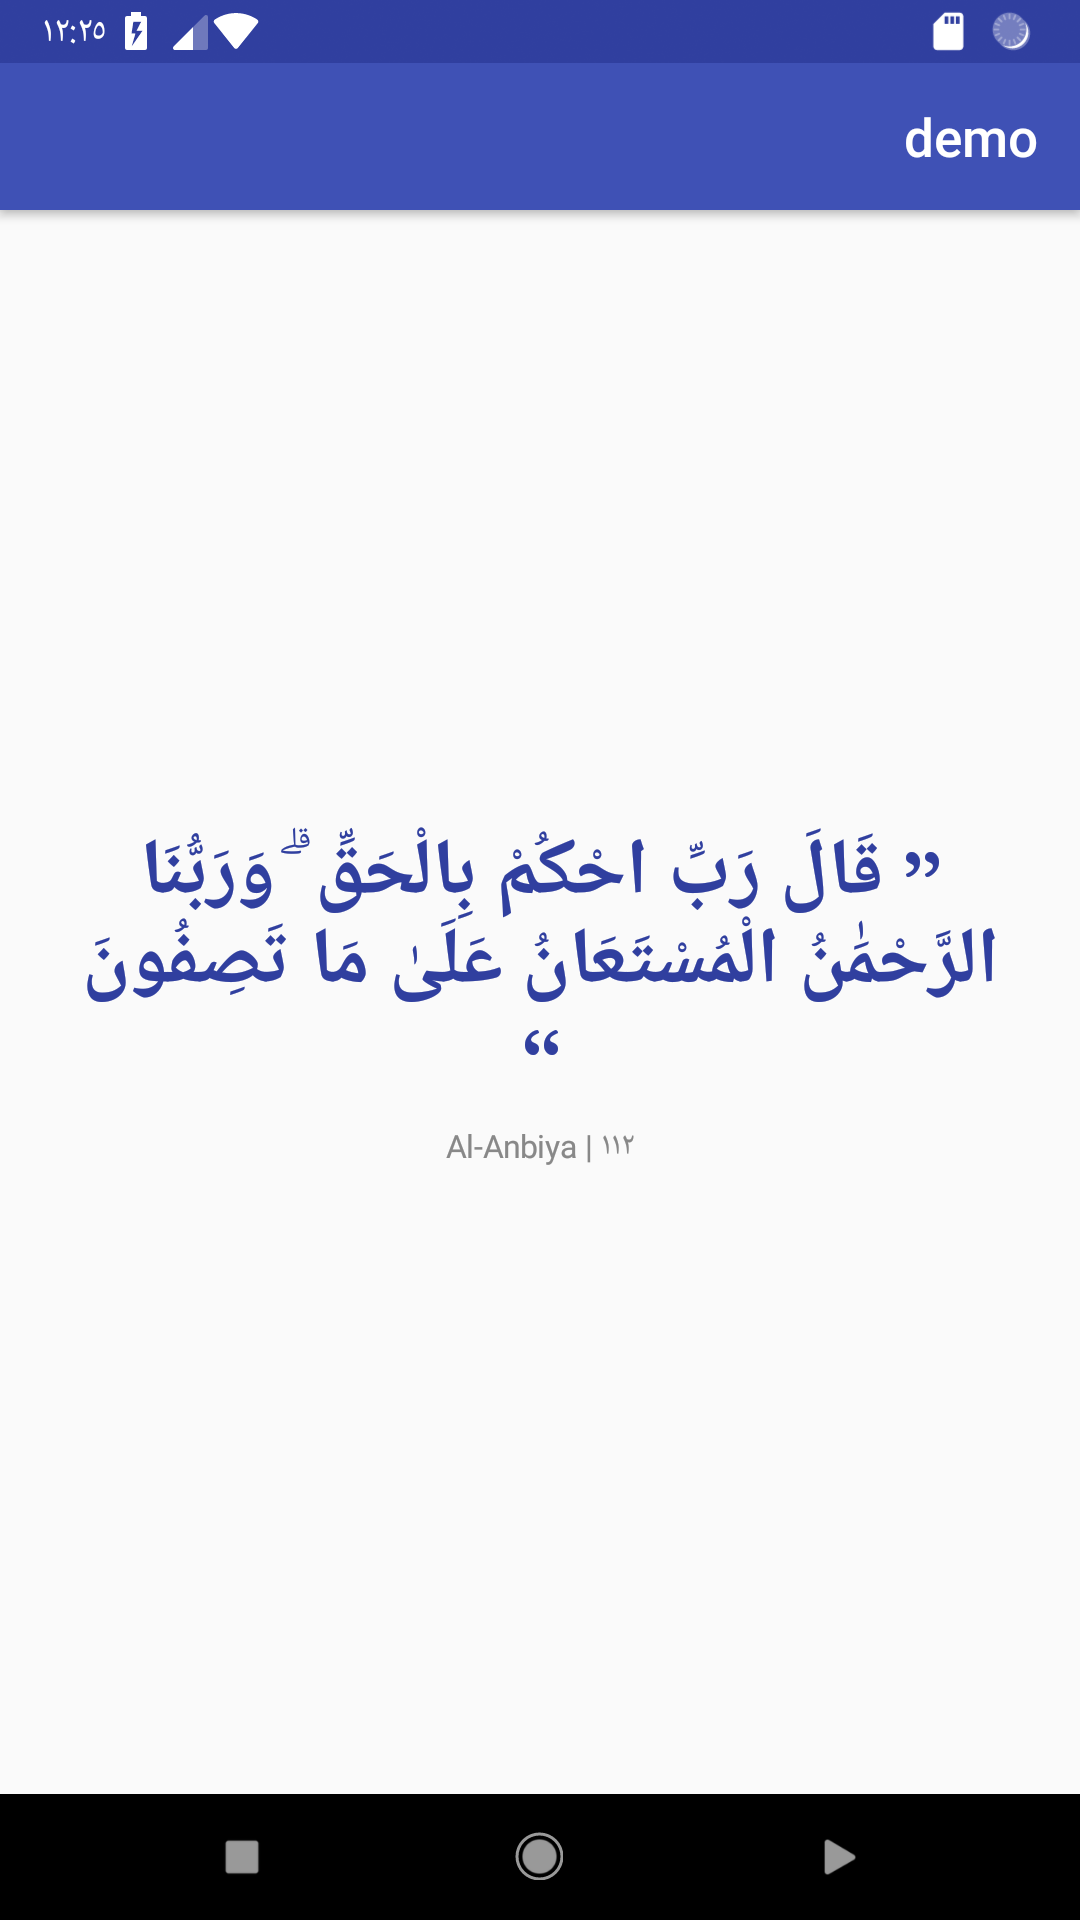 ١٢:٢٥
demo
” قَالَ رَبِّ احْكُمْ بِالْحَقِّ ۗ وَرَبُّنَا
الرَّحْمَٰنُ الْمُسْتَعَانُ عَلَىٰ مَا تَصِفُونَ
“
Al-Anbiya | ١١٢